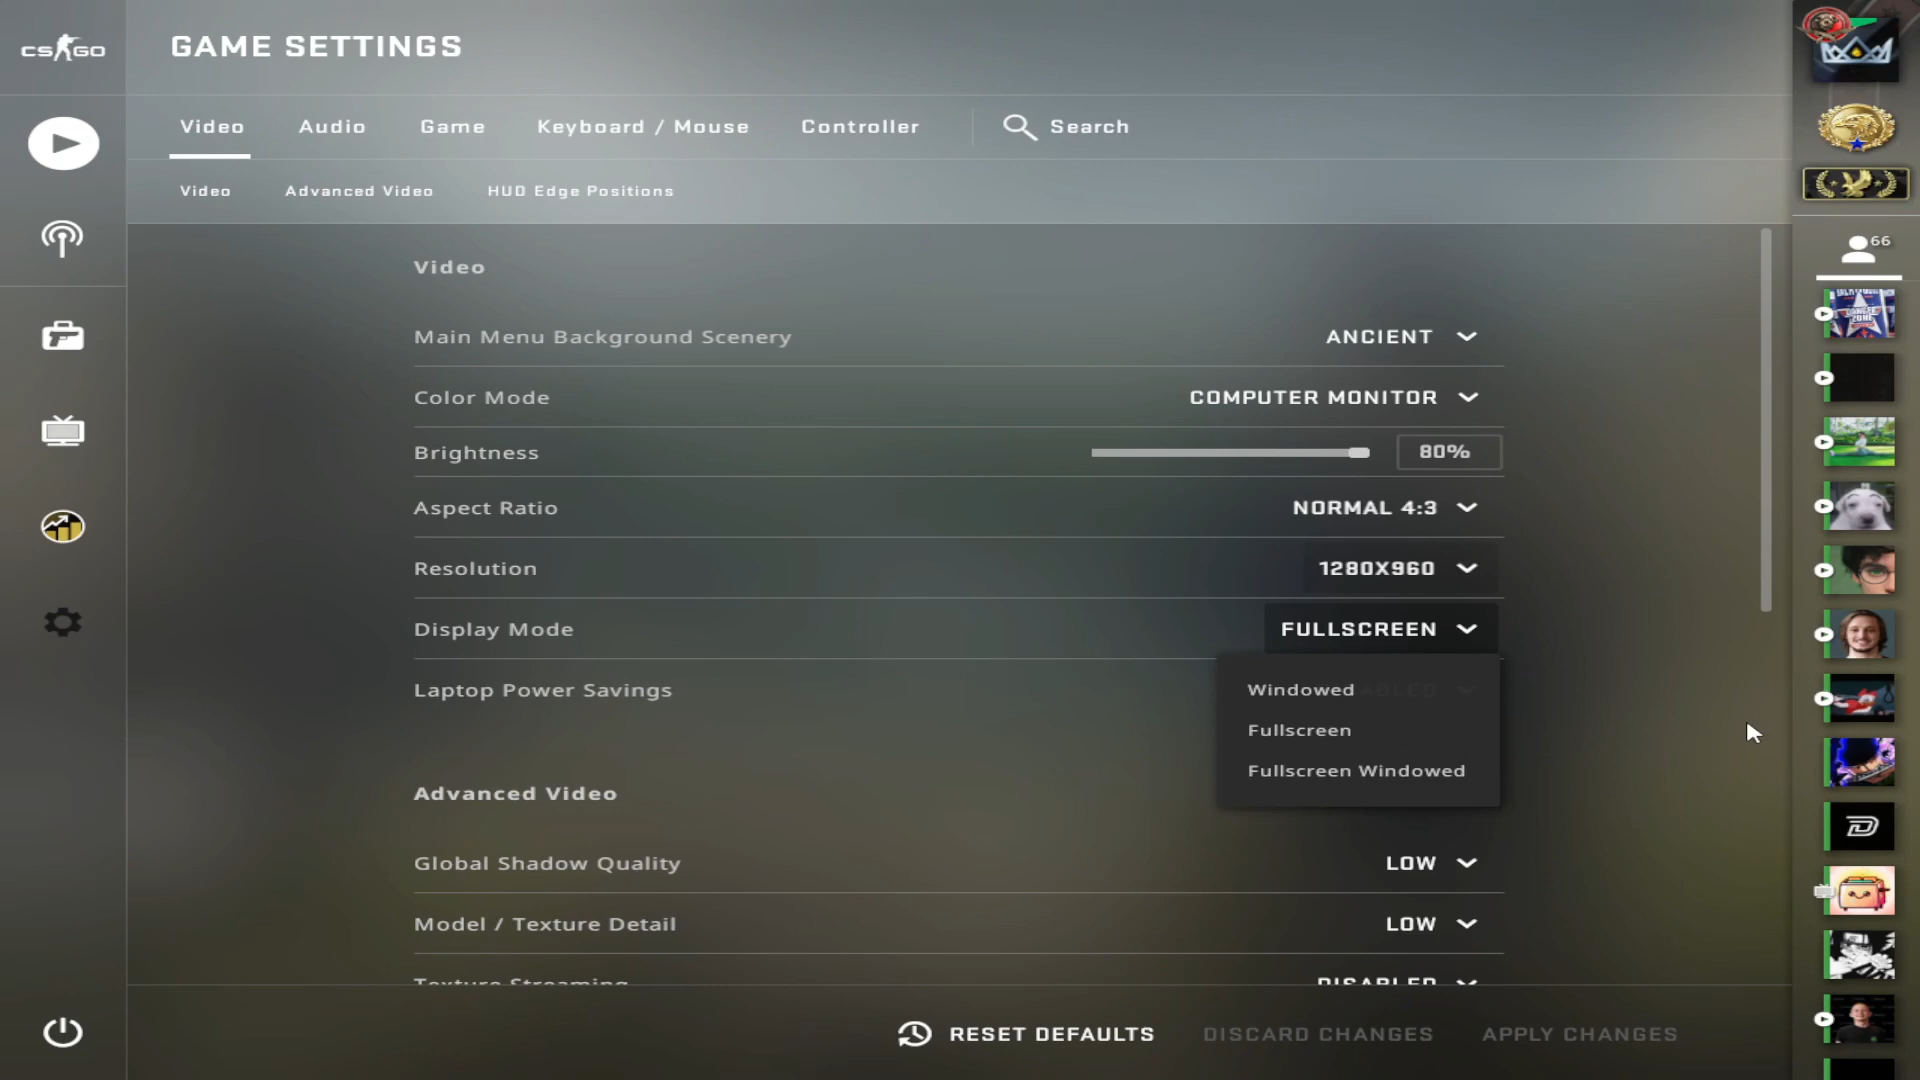 CS GO
GAME SETTINGS
Video Audio Game Keyboard / Mouse Controller Search
Video Advanced Video HUD Edge Positions
66
Video
Main Menu Background Scenery ANCIENT
Color Mode COMPUTER MONITOR
Brightness 80%
Aspect Ratio NORMAL 4:3
Resolution 1280X960
Display Mode FULLSCREEN
Laptop Power Savings
Windowed
Fullscreen
Fullscreen Windowed
Advanced Video
Global Shadow Quality LOW
Model / Texture Detail LOW
Texture Streaming DISABLED
RESET DEFAULTS DISCARD CHANGES APPLY CHANGES